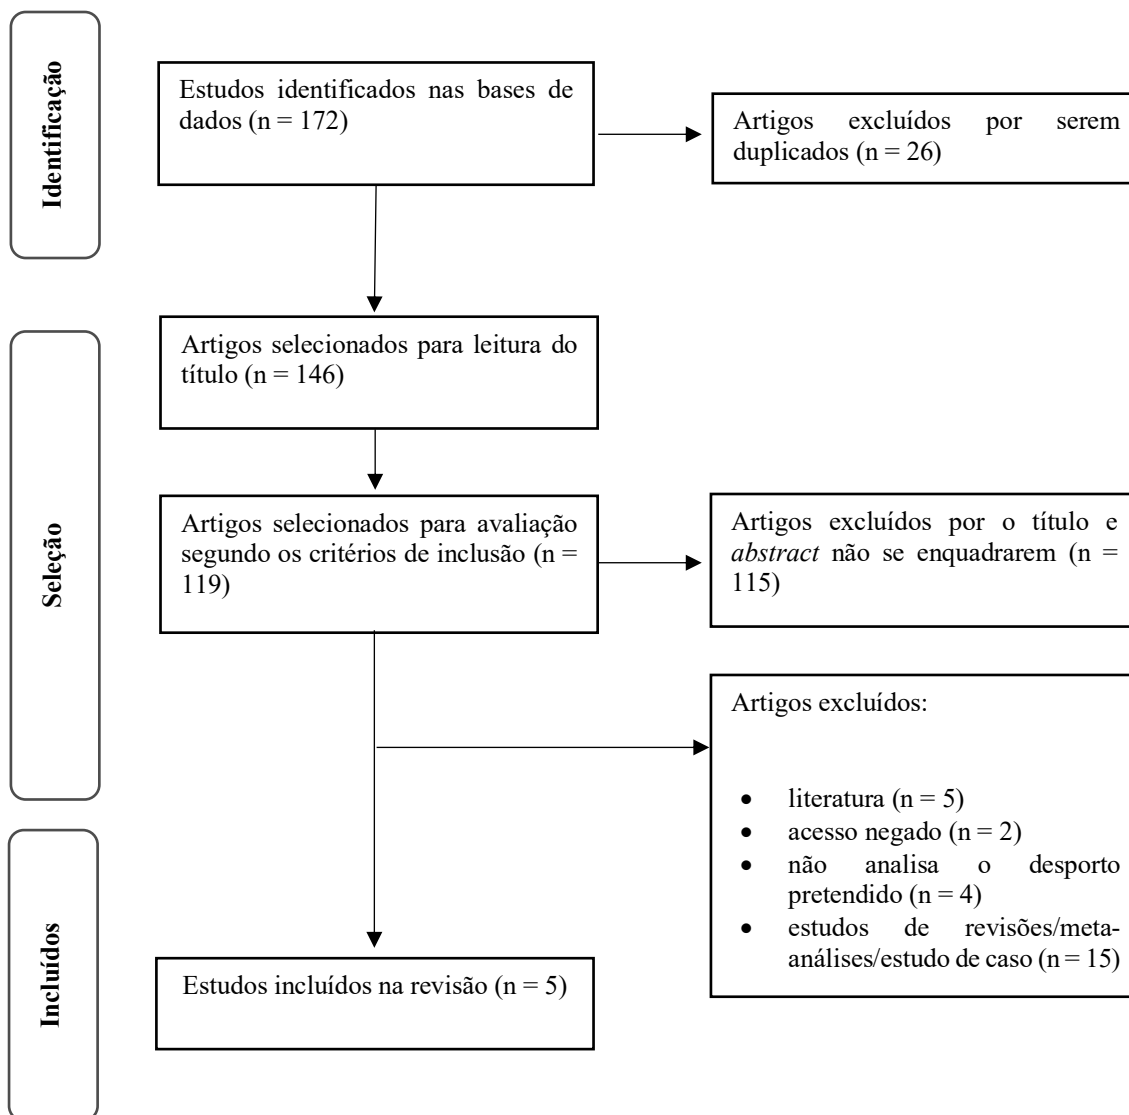 Identificação
Estudos identificados nas bases de
dados (n = 172)
Artigos excluídos por serem
duplicados (n = 26)
Seleção
Artigos selecionados para leitura do
título (n = 146)
Artigos selecionados para avaliação
segundo os critérios de inclusão (n =
119)
Artigos excluídos por o título e
abstract não se enquadrarem (n =
115)
Artigos excluídos:
• literatura (n = 5)
• acesso negado (n = 2)
• não analisa o desporto
pretendido (n = 4)
• estudos de revisões/meta-
análises/estudo de caso (n = 15)
Incluídos
Estudos incluídos na revisão (n = 5)